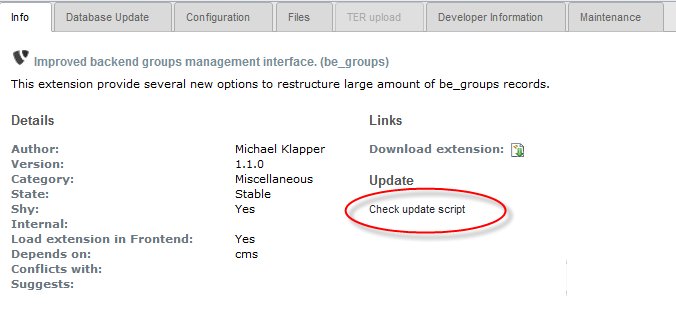 Info Database Update Configuration Files TER upload Developer Information Maintenance
Improved backend groups management interface. (be_groups)
This extension provide several new options to restructure large amount of be_groups records.
Details
Author: Michael Klapper
Version: 1.1.0
Category: Miscellaneous
State: Stable
Shy: Yes
Internal:
Load extension in Frontend: Yes
Depends on: cms
Conflicts with:
Suggests:
Links
Download extension:
Update
Check update script